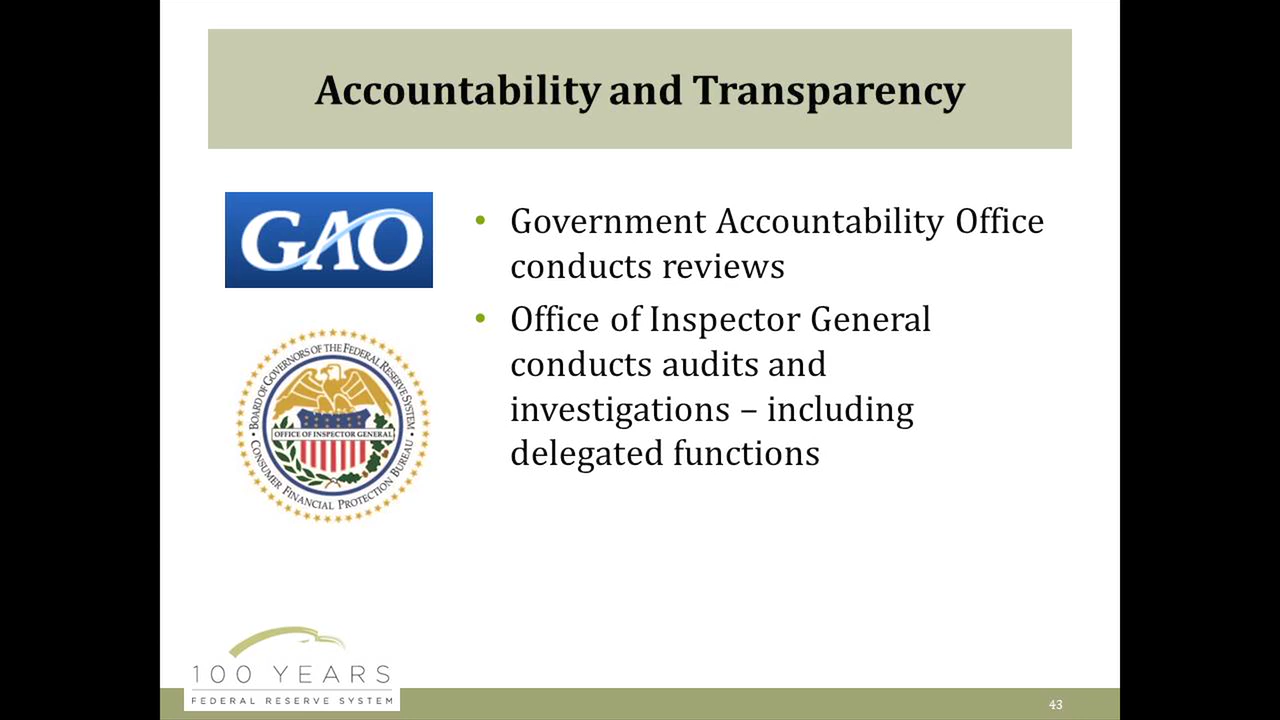 Accountability and Transparency
GAO
• Government Accountability Office
conducts reviews
• Office of Inspector General
conducts audits and
investigations – including
delegated functions
• BOARD OF GOVERNORS OF THE FEDERAL RESERVE SYSTEM •
OFFICE OF INSPECTOR GENERAL
CONSUMER FINANCIAL PROTECTION BUREAU
100 YEARS
FEDERAL RESERVE SYSTEM
43